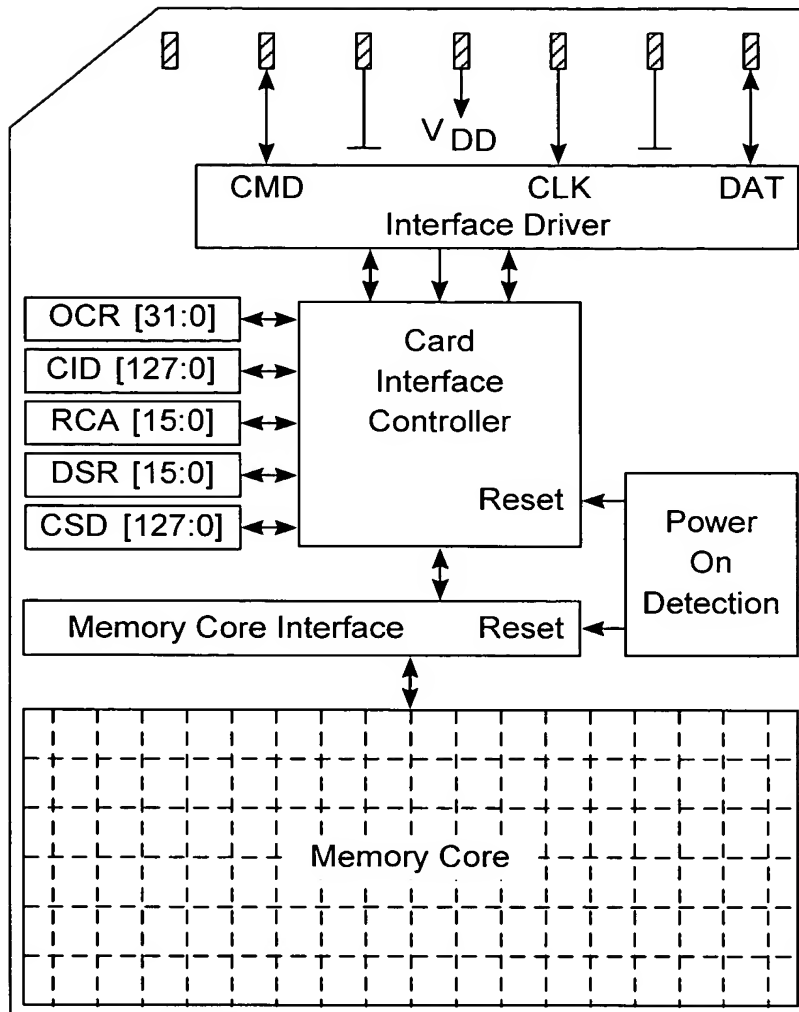 V DD
CMD CLK DAT
Interface Driver
OCR [31:0]
CID [127:0]
RCA [15:0]
DSR [15:0]
CSD [127:0]
Card
Interface
Controller
Reset
Power
On
Detection
Memory Core Interface Reset
Memory Core